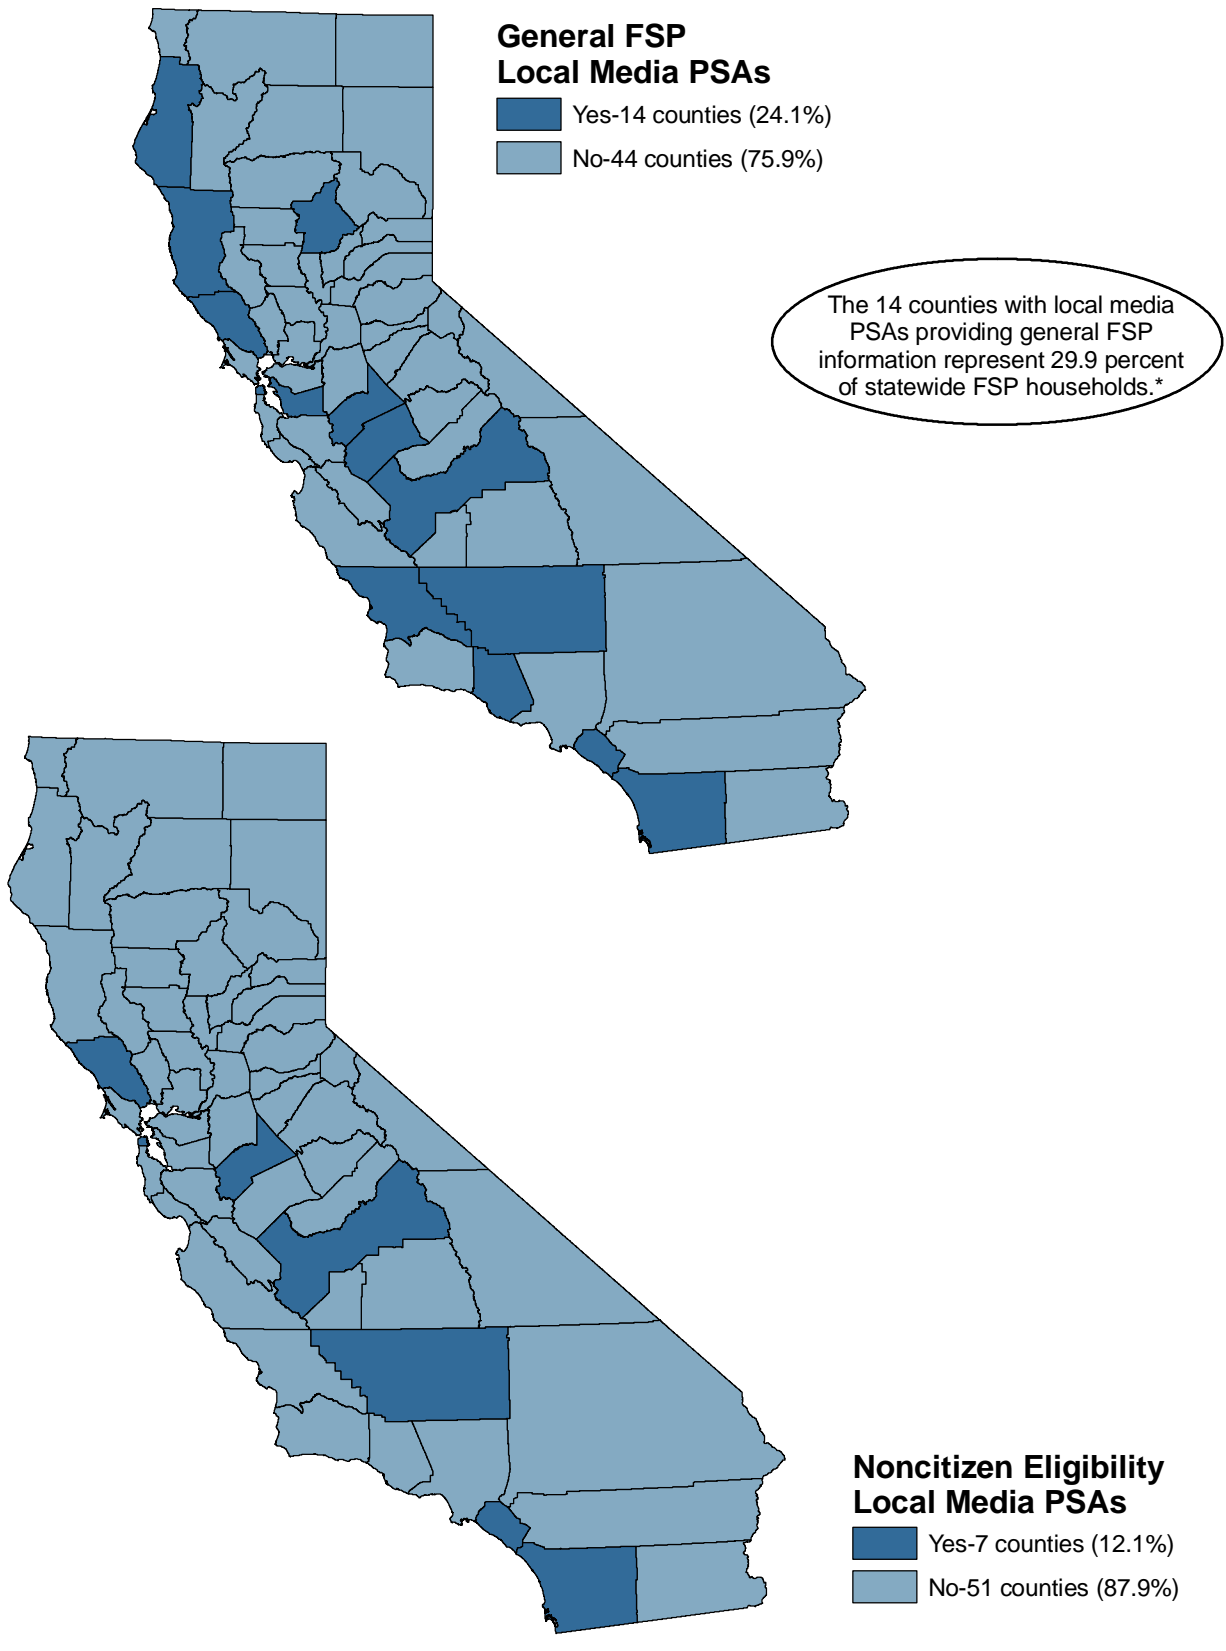 General FSP
Local Media PSAs
Yes-14 counties (24.1%)
No-44 counties (75.9%)
The 14 counties with local media
PSAs providing general FSP
information represent 29.9 percent
of statewide FSP households.*
Noncitizen Eligibility
Local Media PSAs
Yes-7 counties (12.1%)
No-51 counties (87.9%)